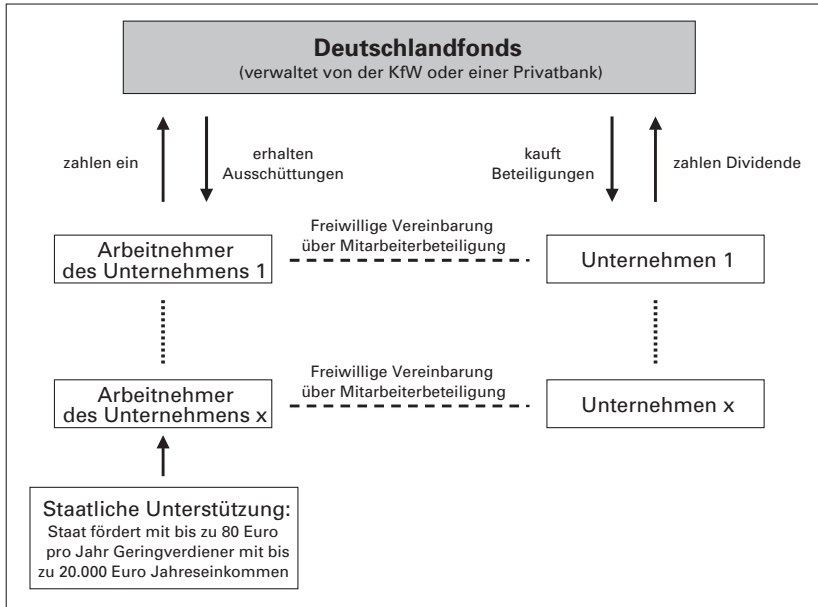 Deutschlandfonds
(verwaltet von der KfW oder einer Privatbank)
zahlen ein
erhalten
Ausschüttungen
kauft
Beteiligungen
zahlen Dividende
Arbeitnehmer
des Unternehmens 1
Freiwillige Vereinbarung
über Mitarbeiterbeteiligung
Unternehmen 1
Arbeitnehmer
des Unternehmens x
Freiwillige Vereinbarung
über Mitarbeiterbeteiligung
Unternehmen x
Staatliche Unterstützung:
Staat fördert mit bis zu 80 Euro
pro Jahr Geringverdiener mit bis
zu 20.000 Euro Jahreseinkommen